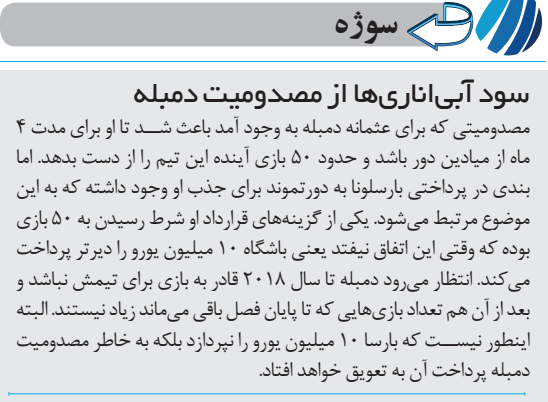 سوژه
سود آبی‌اناری‌ها از مصدومیت دمبله
مصدومیتی که برای عثمانه دمبله به وجود آمد باعث شد تا او برای مدت ۴
ماه از میادین دور باشد و حدود ۵۰ بازی آینده این تیم را از دست بدهد. اما
بندی در پرداختی بارسلونا به دورتموند برای جذب او وجود داشته که به این
موضوع مرتبط می‌شود. یکی از گزینه‌های قرارداد او شرط رسیدن به ۵۰ بازی
بوده که وقتی این اتفاق نیفتد یعنی باشگاه ۱۰ میلیون یورو را دیرتر پرداخت
می‌کند. انتظار می‌رود دمبله تا سال ۲۰۱۸ قادر به بازی برای تیمش نباشد و
بعد از آن هم تعداد بازی‌هایی که تا پایان فصل باقی می‌ماند زیاد نیستند. البته
اینطور نیست که بارسا ۱۰ میلیون یورو را نپردازد بلکه به خاطر مصدومیت
دمبله پرداخت آن به تعویق خواهد افتاد.